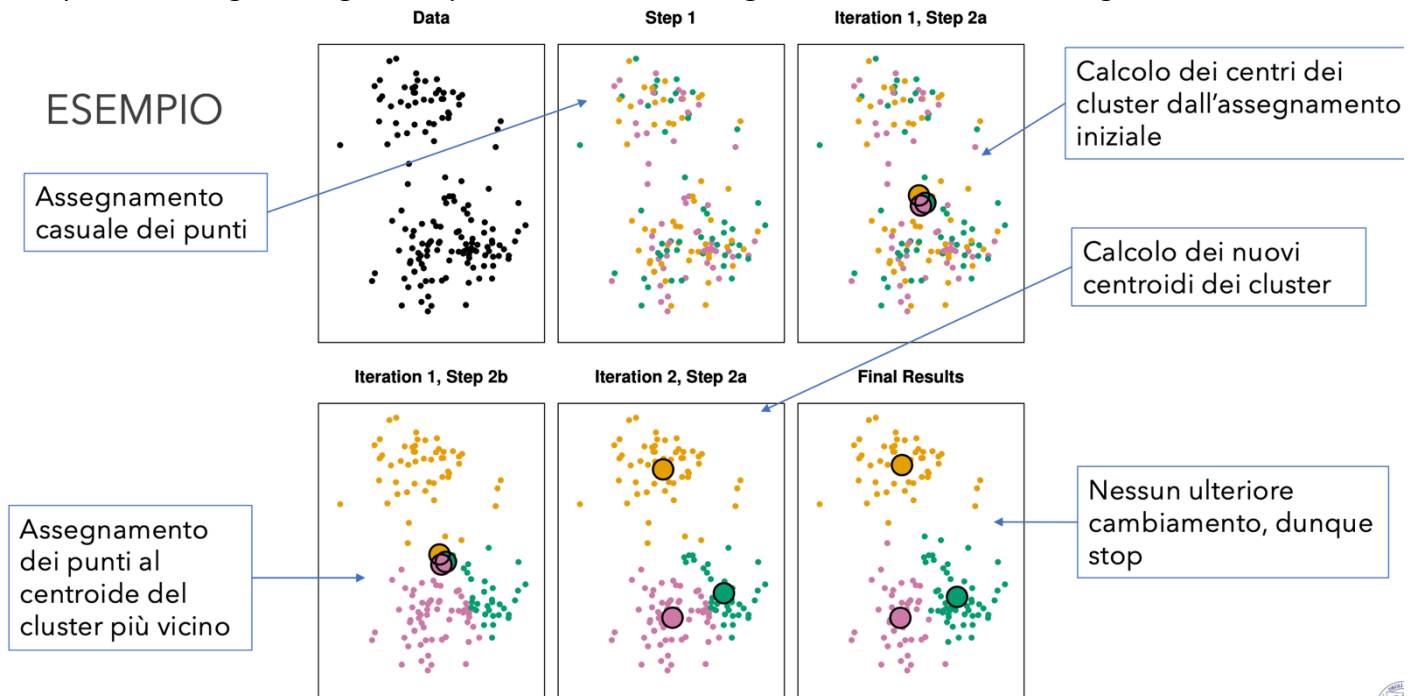 Data
Step 1
Iteration 1, Step 2a
ESEMPIO
Assegnamento
casuale dei punti
Calcolo dei centri dei
cluster dall'assegnamento
iniziale
Calcolo dei nuovi
centroidi dei cluster
Iteration 1, Step 2b
Iteration 2, Step 2a
Final Results
Assegnamento
dei punti al
centroide del
cluster più vicino
Nessun ulteriore
cambiamento, dunque
stop